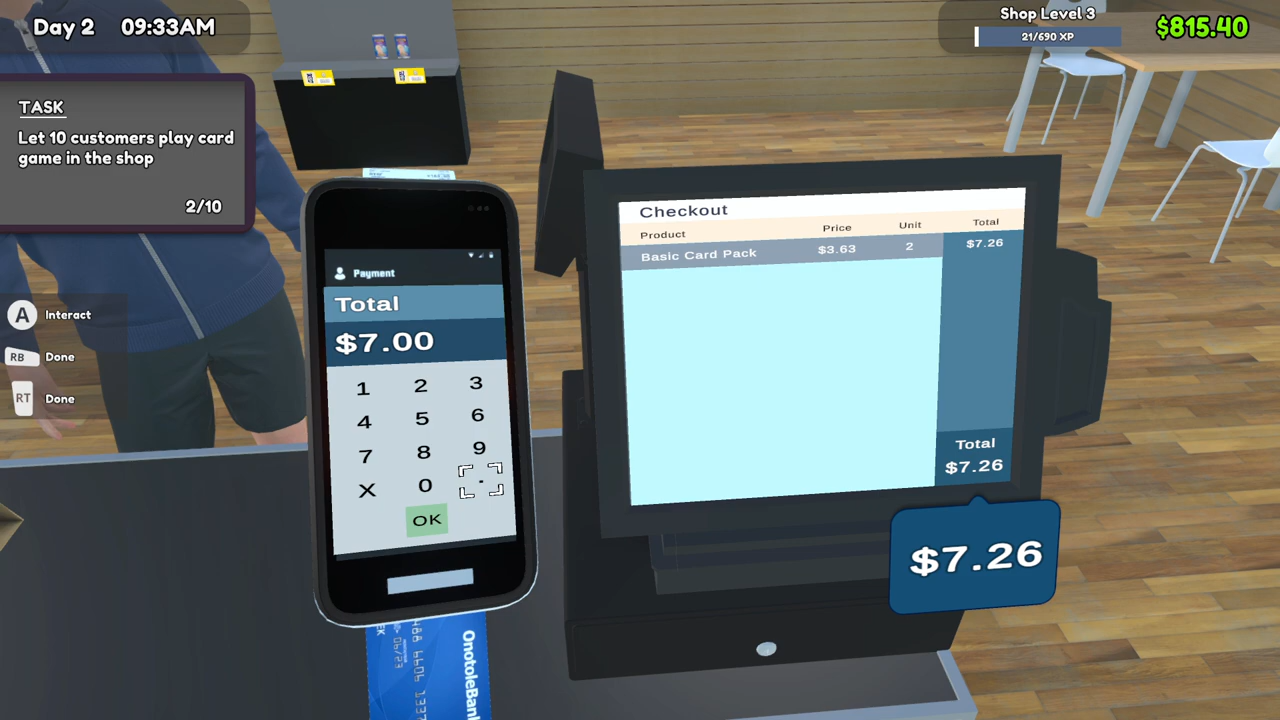 Day 2 09:33AM
Shop Level 3
21/690 XP
$815.40
TASK
Let 10 customers play card
game in the shop
2/10
A Interact
RB Done
RT Done
Payment
Total
$7.00
1 2 3
4 5 6
7 8 9
X 0 .
OK
Checkout
Product Price Unit Total
Basic Card Pack $3.63 2 $7.26
Total
$7.26
$7.26
OnotoleBank
06/23